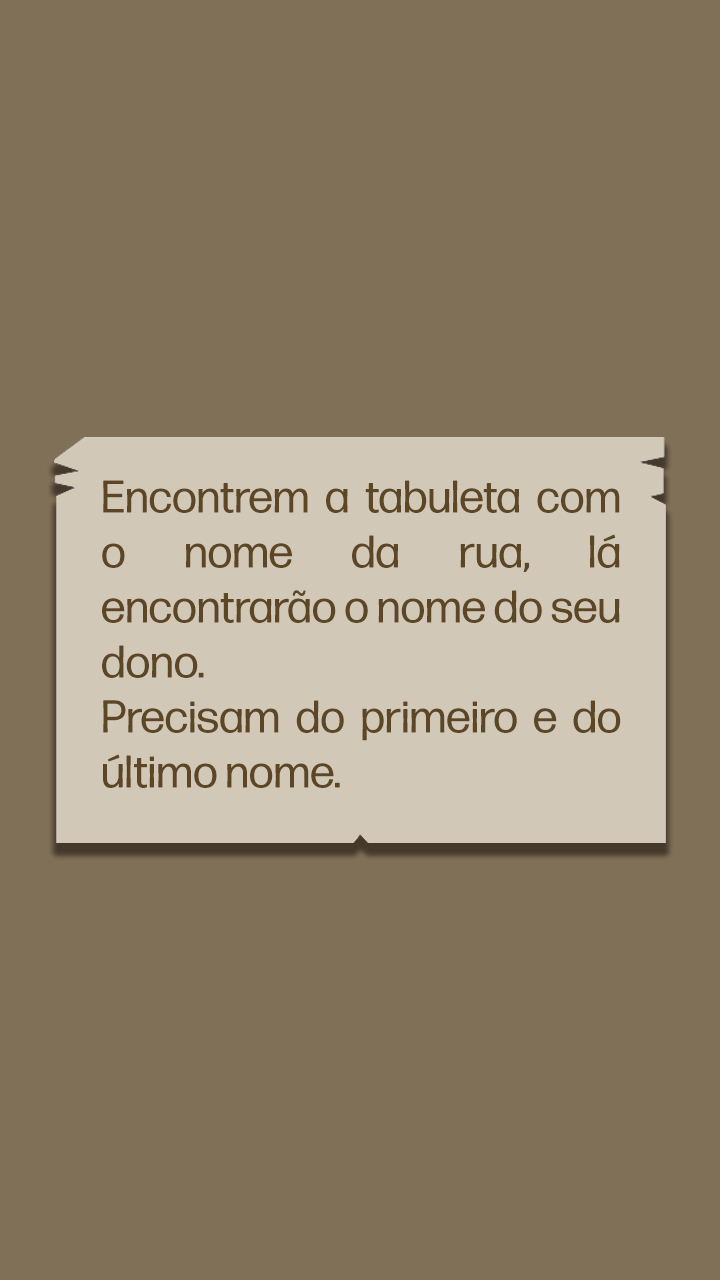 Encontrem a tabuleta com
o nome da rua, lá
encontrarão o nome do seu
dono.
Precisam do primeiro e do
último nome.